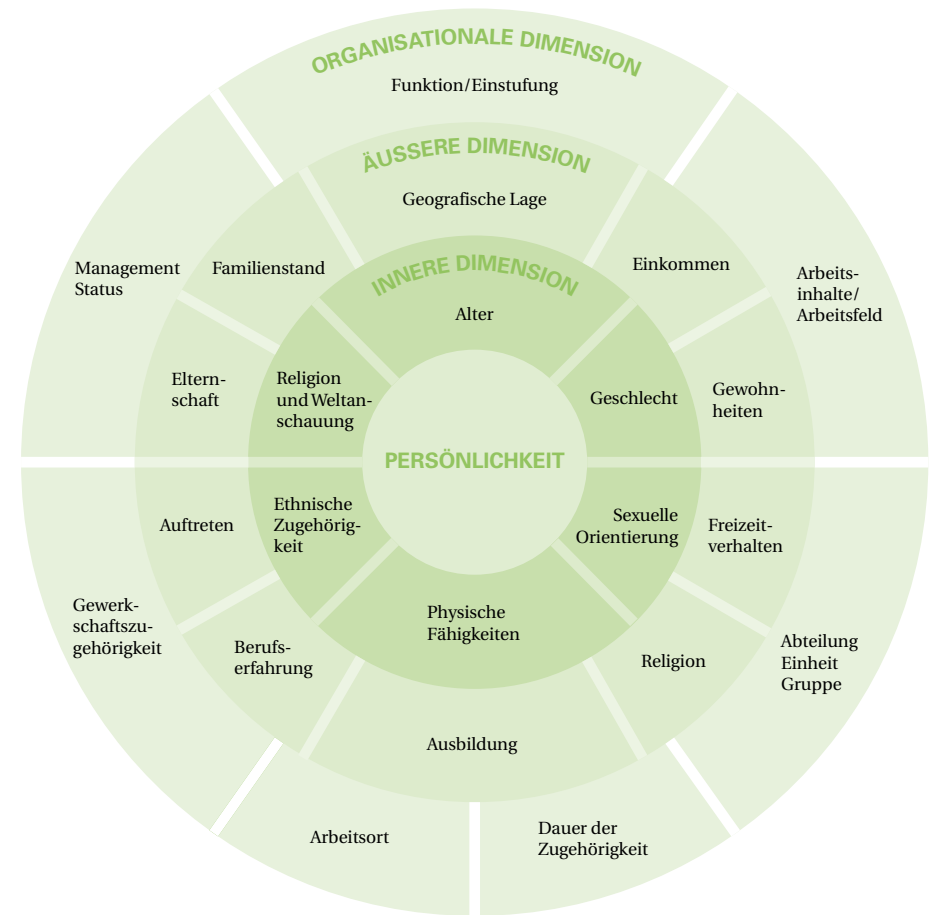 ORGANISATIONALE DIMENSION
Funktion/Einstufung
ÄUSSERE DIMENSION
Geografische Lage
INNERE DIMENSION
Alter
PERSÖNLICHKEIT
Management
Status
Familienstand
Einkommen
Arbeits-
inhalte/
Arbeitsfeld
Eltern-
schaft
Religion
und Weltan-
schauung
Geschlecht
Gewohn-
heiten
Auftreten
Ethnische
Zugehörig-
keit
Sexuelle
Orientierung
Freizeit-
verhalten
Gewerk-
schaftszu-
gehörigkeit
Berufs-
erfahrung
Physische
Fähigkeiten
Religion
Abteilung
Einheit
Gruppe
Ausbildung
Arbeitsort
Dauer der
Zugehörigkeit